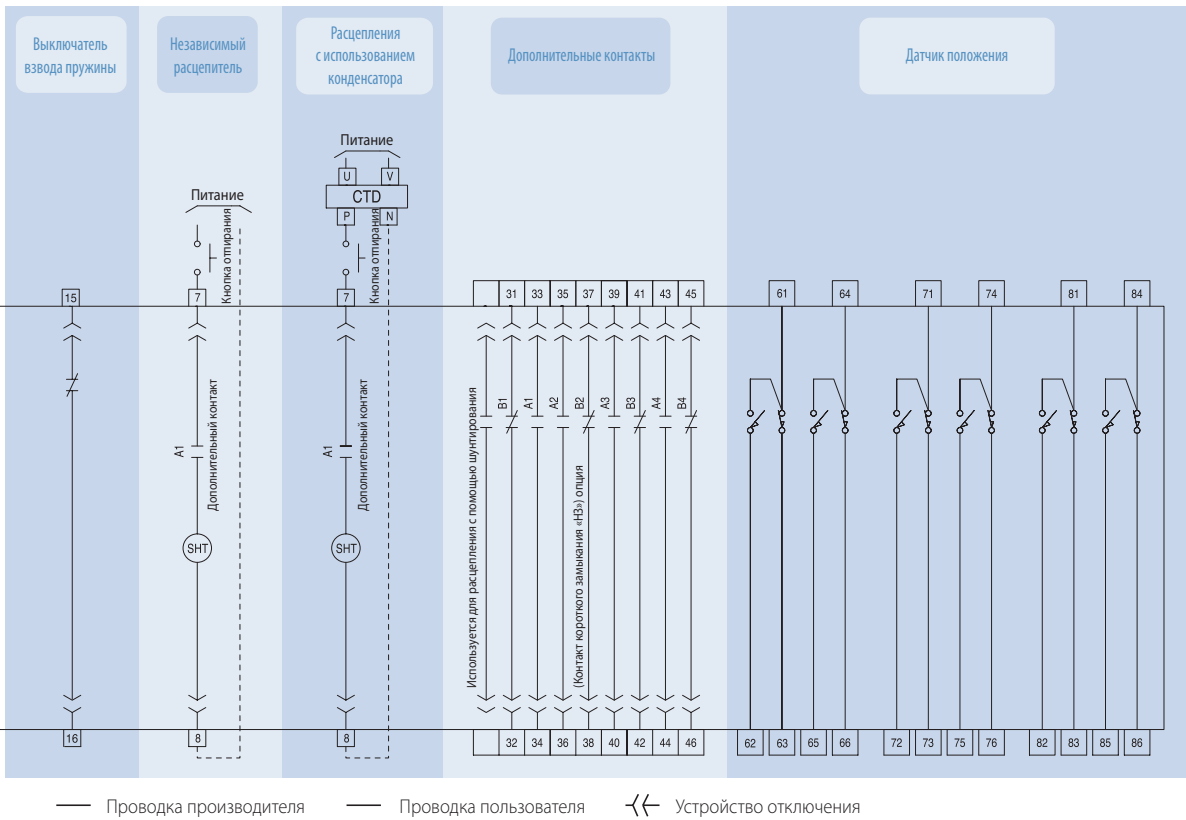 Выключатель
взвода пружины
Независимый
расцепитель
Расцепления
с использованием
конденсатора
Дополнительные контакты
Датчик положения
Питание
U V
CTD
P N
Питание
Кнопка отпирания
Кнопка отпирания
15
7
7
31 33 35 37 39 41 43 45
61 64 71 74 81 84
A1
Дополнительный контакт
A1
Дополнительный контакт
Используется для расцепления с помощью шунтирования
B1
A1
A2
B2
(Контакт короткого замыкания «НЗ») опция
A3
B3
A4
B4
SHT
SHT
16
8
8
32 34 36 38 40 42 44 46
62 63 65 66 72 73 75 76 82 83 85 86
Проводка производителя Проводка пользователя Устройство отключения